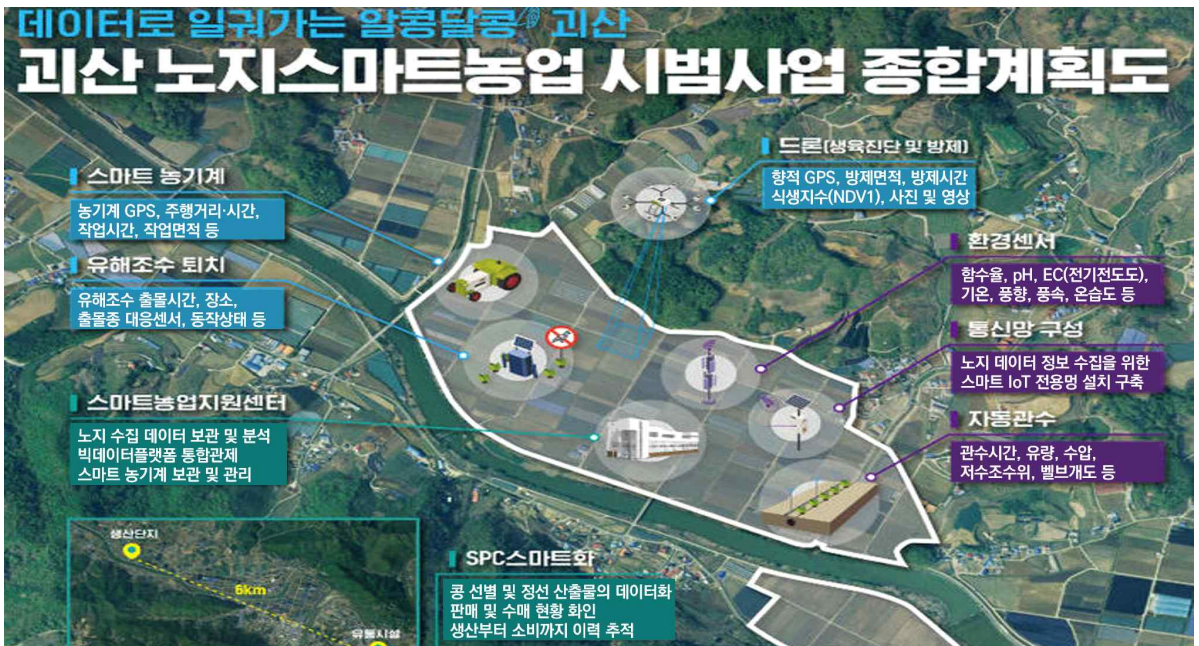 데이터로 일궈가는 알콩달콩 괴산
괴산 노지스마트농업 시범사업 종합계획도
스마트 농기계
농기계 GPS, 주행거리·시간,
작업시간, 작업면적 등
유해조수 퇴치
유해조수 출몰시간, 장소,
출몰종 대응센서, 동작상태 등
스마트농업지원센터
노지 수집 데이터 보관 및 분석
빅데이터플랫폼 통합관제
스마트 농기계 보관 및 관리
드론(생육진단 및 방제)
항적 GPS, 방제면적, 방제시간
식생지수(NDV1), 사진 및 영상
환경센서
함수율, pH, EC(전기전도도),
기온, 풍향, 풍속, 온습도 등
통신망 구성
노지 데이터 정보 수집을 위한
스마트 IoT 전용멍 설치 구축
자동관수
관수시간, 유량, 수압,
저수조수위, 벨브개도 등
생산단지
6km
유통시설
SPC스마트화
콩 선별 및 정선 산출물의 데이터화
판매 및 수매 현황 확인
생산부터 소비까지 이력 추적